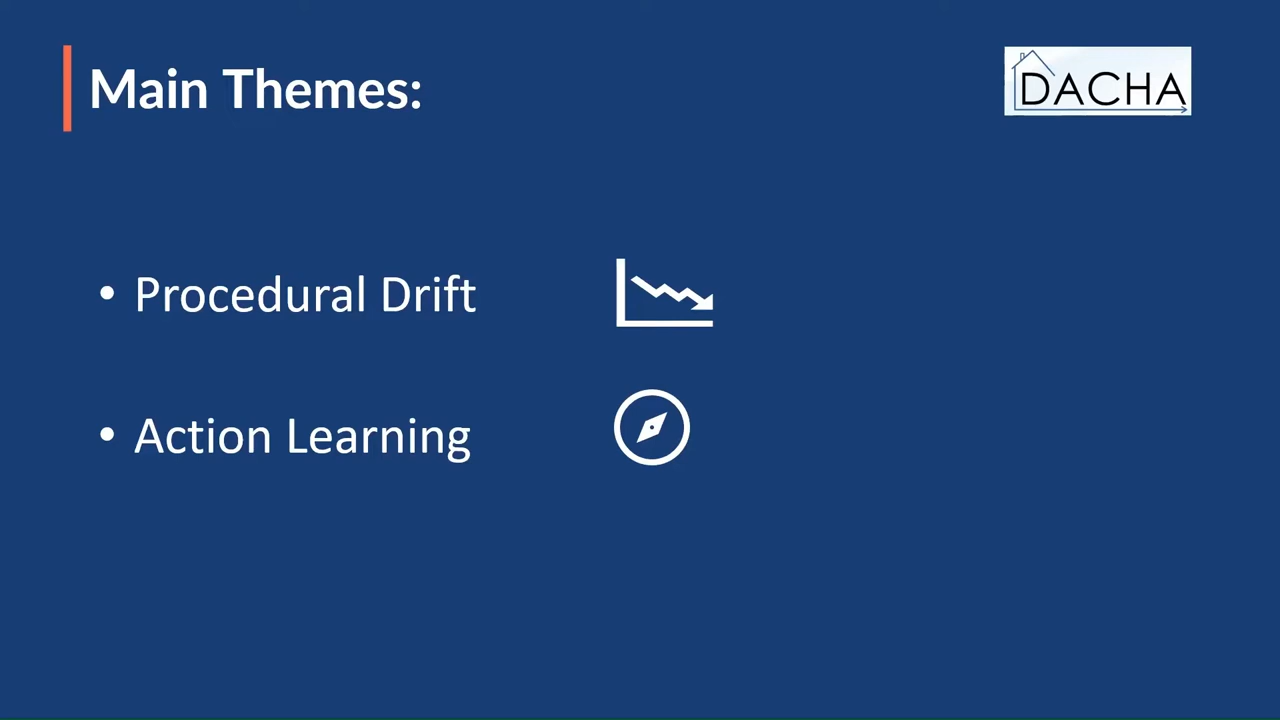 Main Themes:
DACHA
• Procedural Drift
• Action Learning